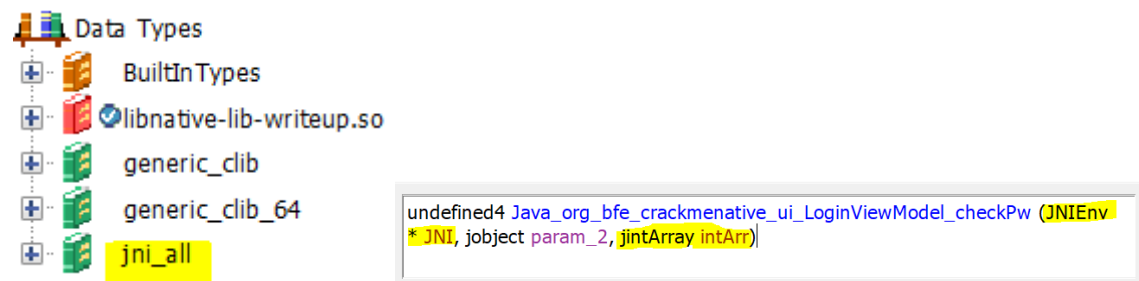 Data Types
BuiltInTypes
libnative-lib-writeup.so
generic_clib
generic_clib_64
jni_all
undefined4 Java_org_bfe_crackmenative_ui_LoginViewModel_checkPw (JNIEnv
* JNI, jobject param_2, jintArray intArr)